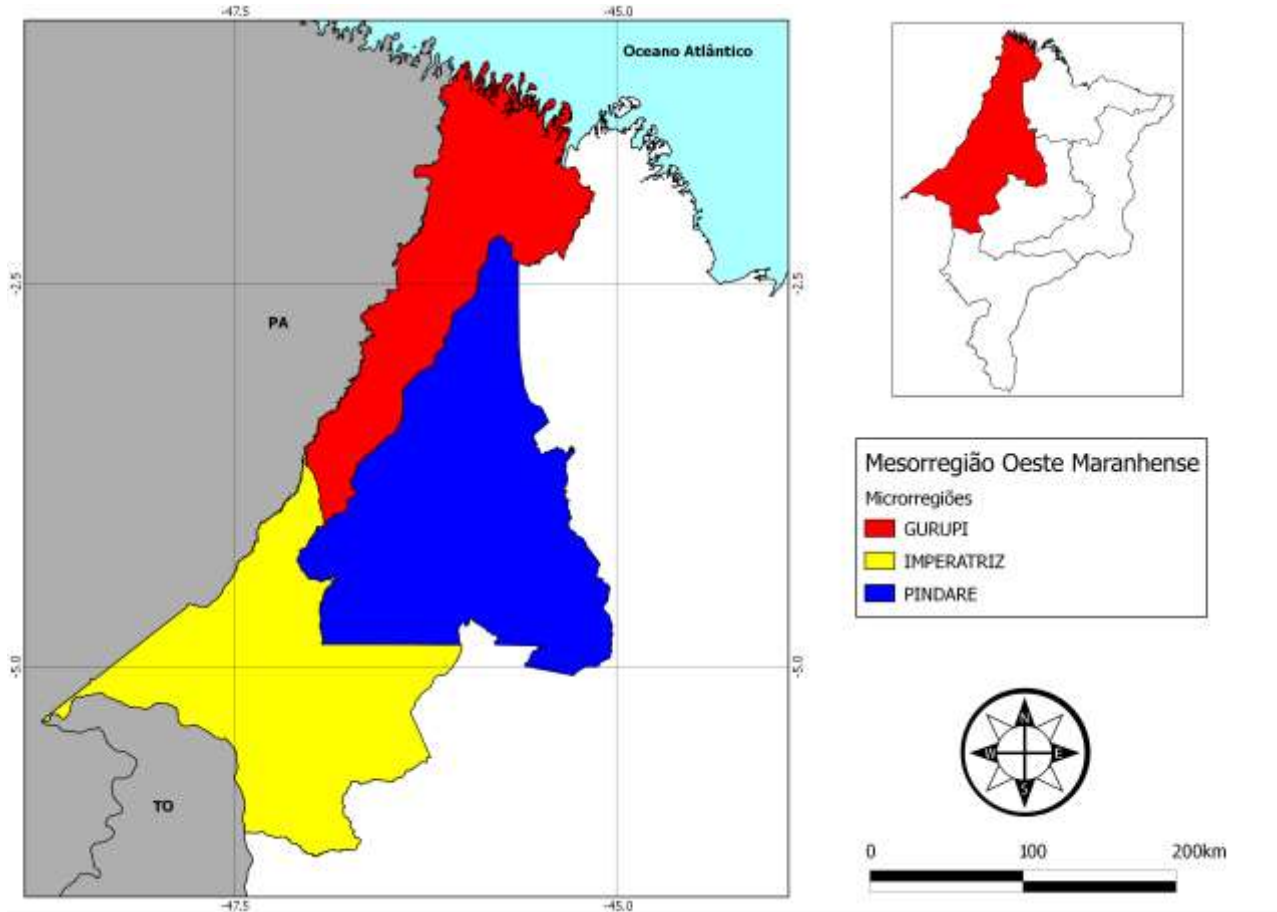 -47.5
-45.0
Oceano Atlântico
-2.5
-2.5
PA
Mesorregião Oeste Maranhense
Microrregiões
GURUPI
IMPERATRIZ
PINDARE
-5.0
-5.0
TO
N
W
E
S
0
100
200km
-47.5
-45.0